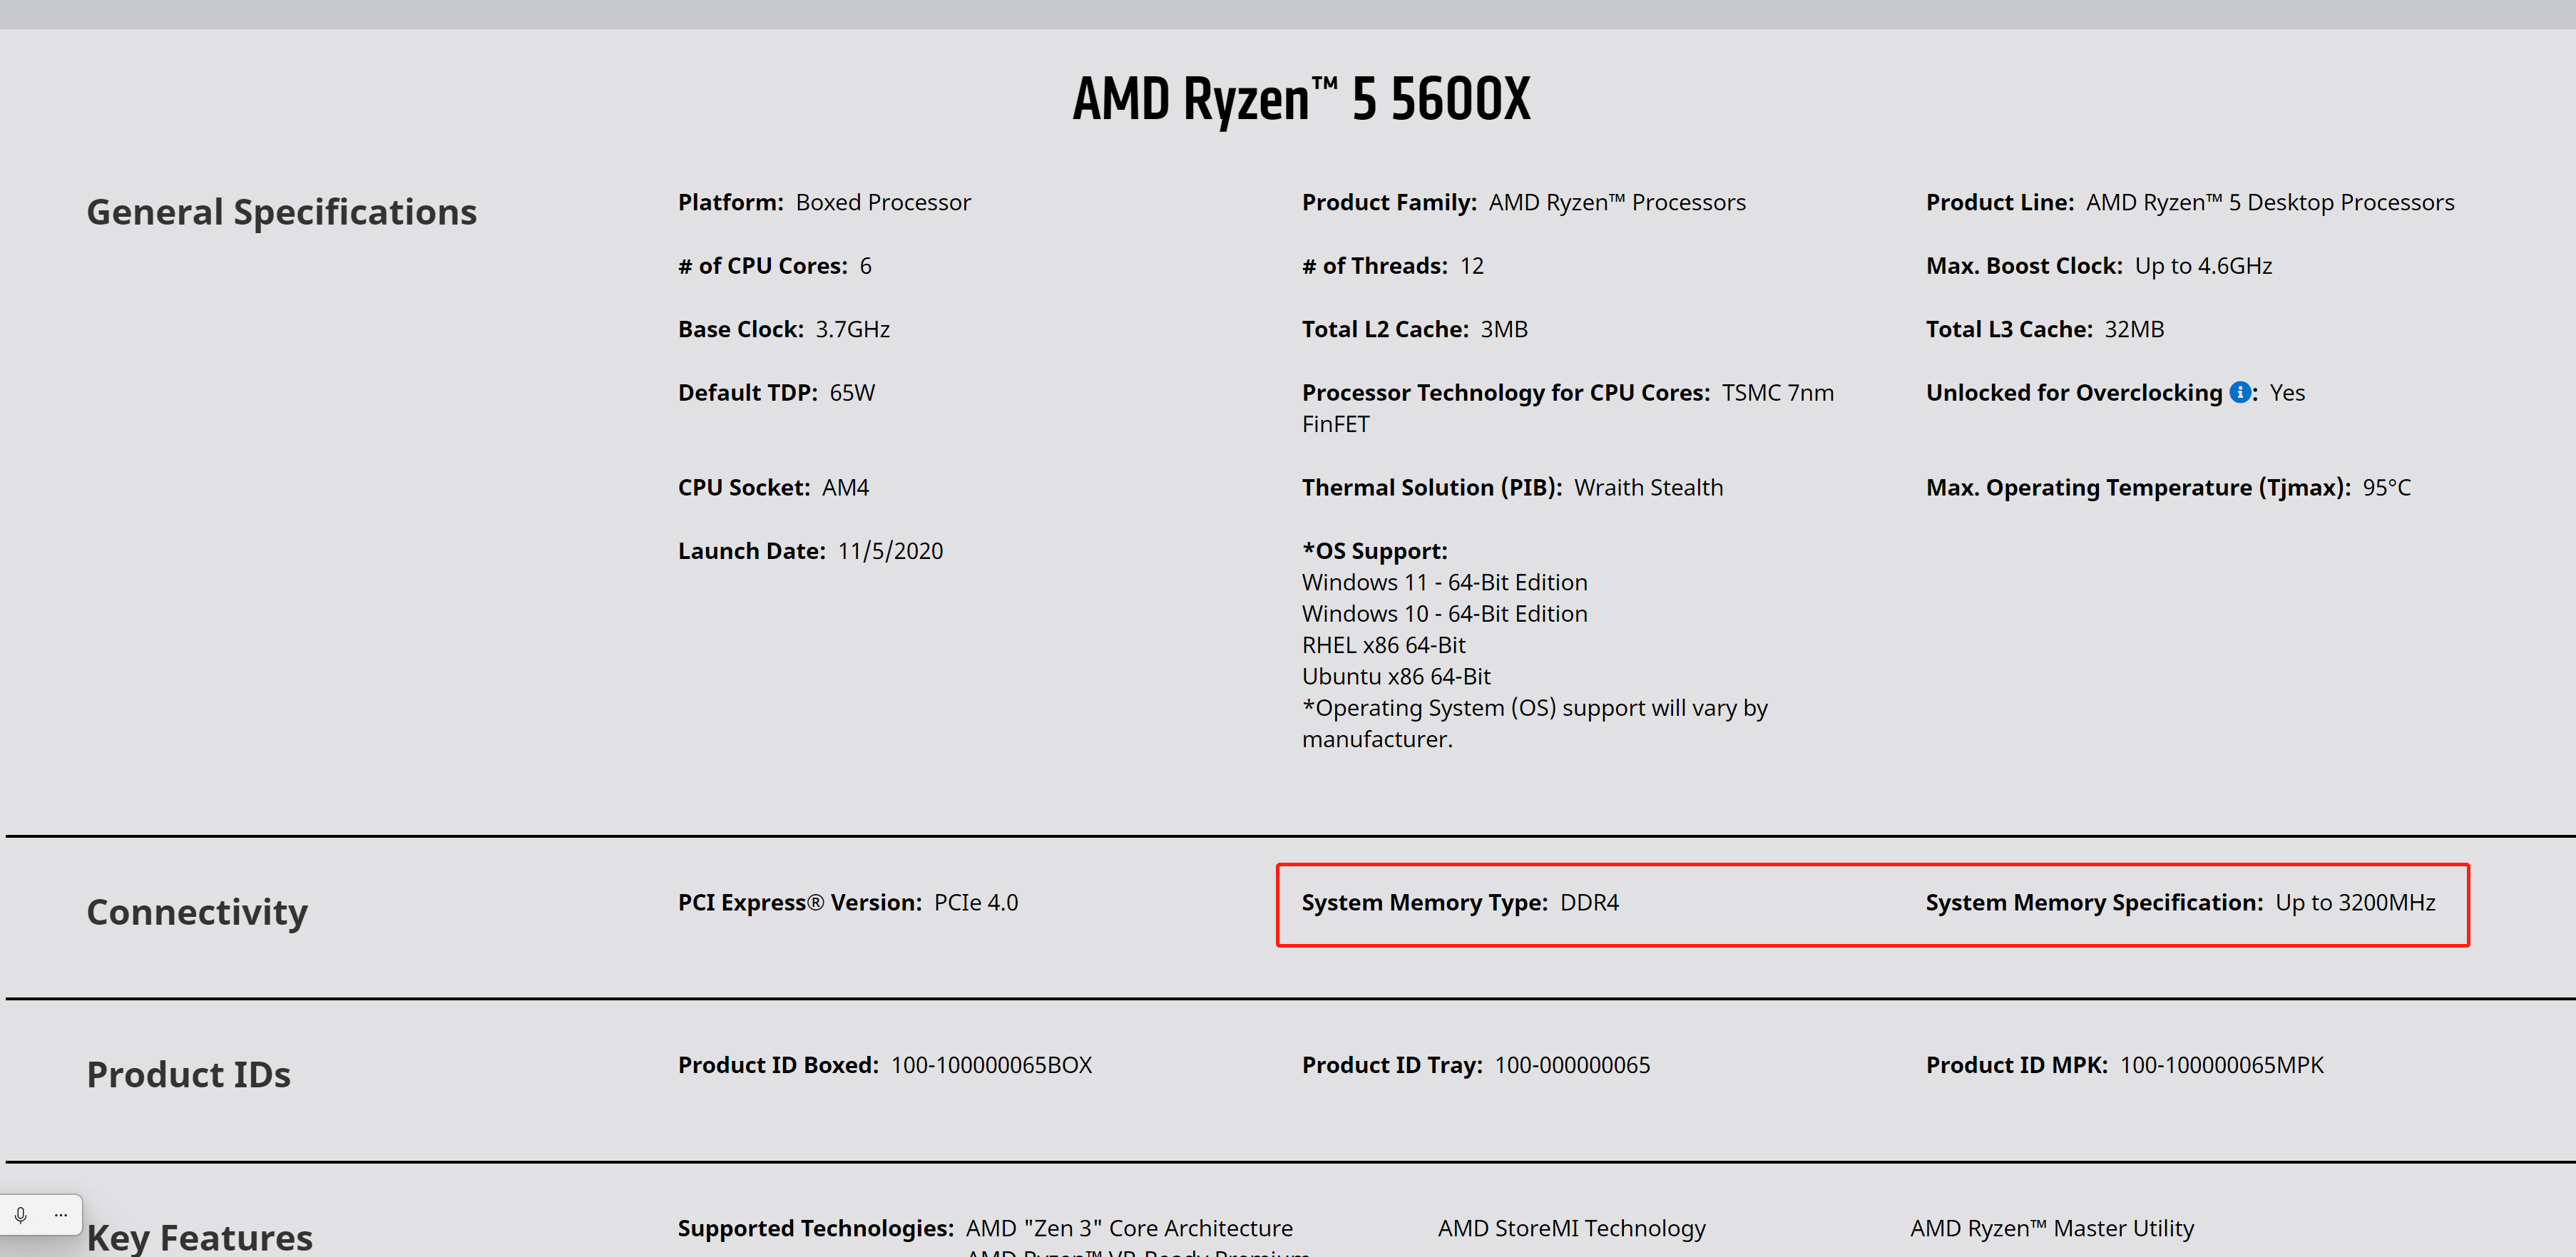 AMD Ryzen™ 5 5600X
General Specifications
Platform: Boxed Processor
Product Family: AMD Ryzen™ Processors
Product Line: AMD Ryzen™ 5 Desktop Processors
# of CPU Cores: 6
# of Threads: 12
Max. Boost Clock: Up to 4.6GHz
Base Clock: 3.7GHz
Total L2 Cache: 3MB
Total L3 Cache: 32MB
Default TDP: 65W
Processor Technology for CPU Cores: TSMC 7nm
FinFET
Unlocked for Overclocking : Yes
CPU Socket: AM4
Thermal Solution (PIB): Wraith Stealth
Max. Operating Temperature (Tjmax): 95°C
Launch Date: 11/5/2020
*OS Support:
Windows 11 - 64-Bit Edition
Windows 10 - 64-Bit Edition
RHEL x86 64-Bit
Ubuntu x86 64-Bit
*Operating System (OS) support will vary by
manufacturer.
Connectivity
PCI Express® Version: PCIe 4.0
System Memory Type: DDR4
System Memory Specification: Up to 3200MHz
Product IDs
Product ID Boxed: 100-100000065BOX
Product ID Tray: 100-000000065
Product ID MPK: 100-100000065MPK
Key Features
Supported Technologies: AMD "Zen 3" Core Architecture
AMD StoreMI Technology
AMD Ryzen™ Master Utility
AMD Ryzen™ VR-Ready Premium